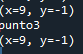 (x=9, y=-1)
punto3
(x=9, y=-1)